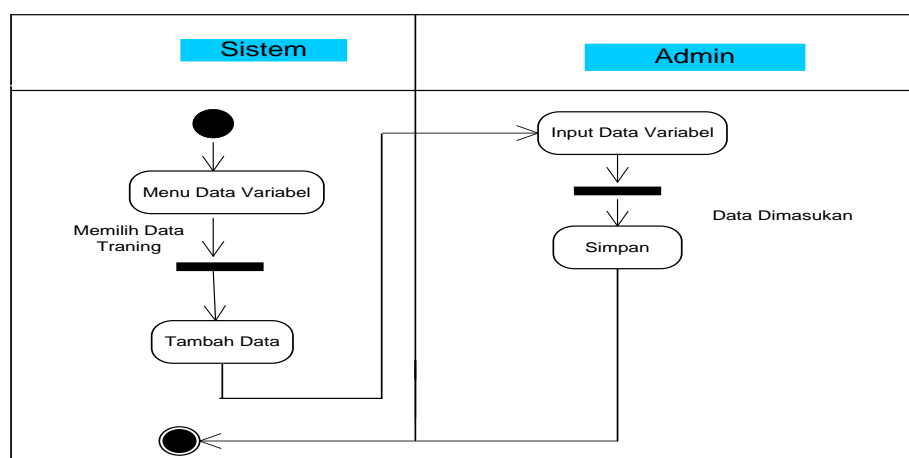 Sistem
Admin
Menu Data Variabel
Memilih Data
Traning
Tambah Data
Input Data Variabel
Data Dimasukan
Simpan